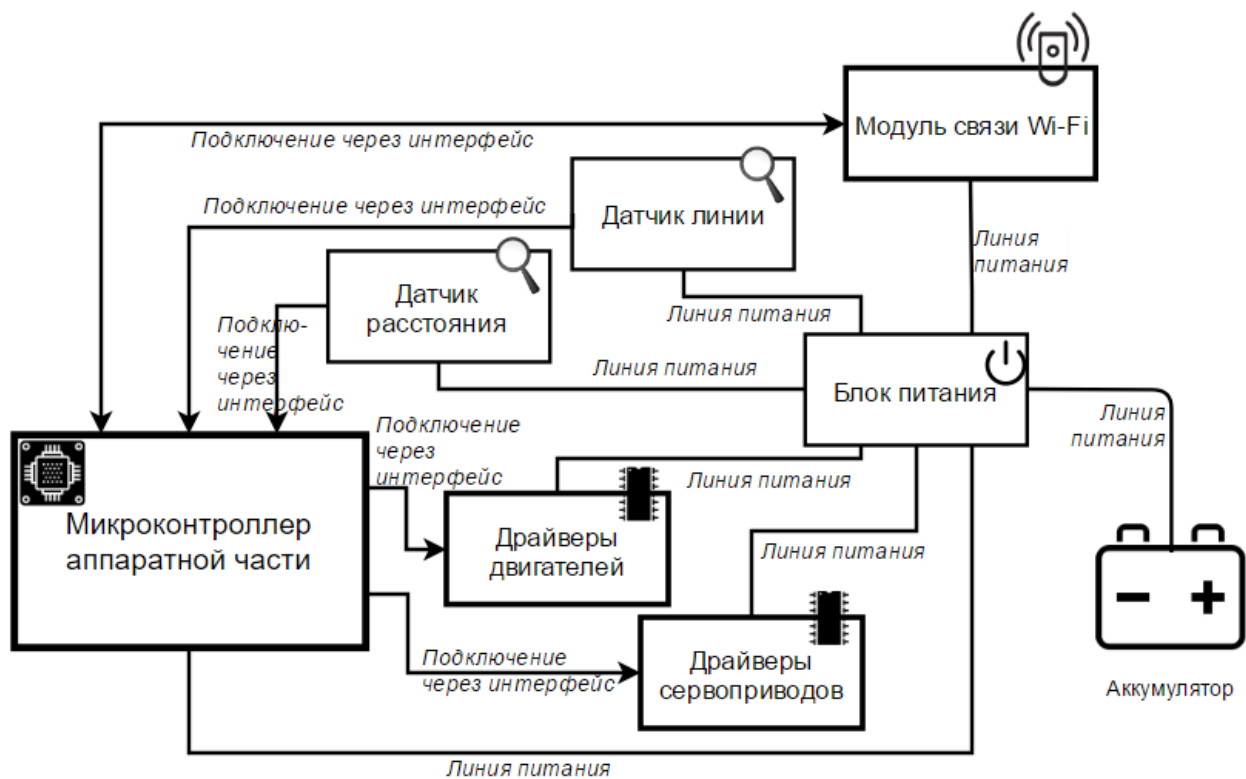 Модуль связи Wi-Fi
Подключение через интерфейс
Датчик линии
Подключение через интерфейс
Линия
питания
Датчик
расстояния
Линия питания
Подклю-
чение
через
интерфейс
Линия питания
Блок питания
Линия
питания
Подключение
через
интерфейс
Линия питания
Микроконтроллер
аппаратной части
Драйверы
двигателей
Линия питания
Подключение
через интерфейс
Драйверы
сервоприводов
Аккумулятор
Линия питания